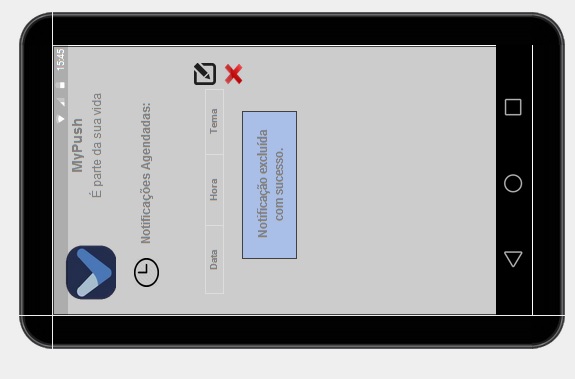 15:45
MyPush
É parte da sua vida
Notificações Agendadas:
Data Hora Tema
Notificação excluída
com sucesso.